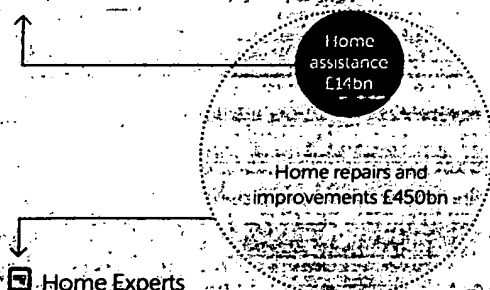 Home
assistance
£14bn
Home repairs and
improvements £450bn
Home Experts